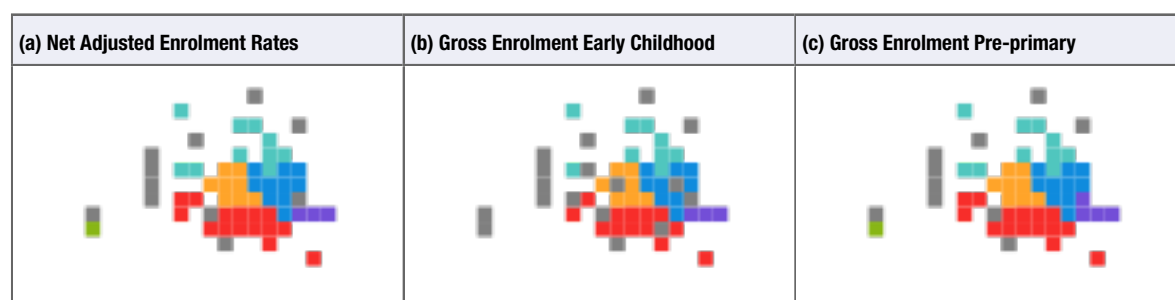 (a) Net Adjusted Enrolment Rates
(b) Gross Enrolment Early Childhood
(c) Gross Enrolment Pre-primary